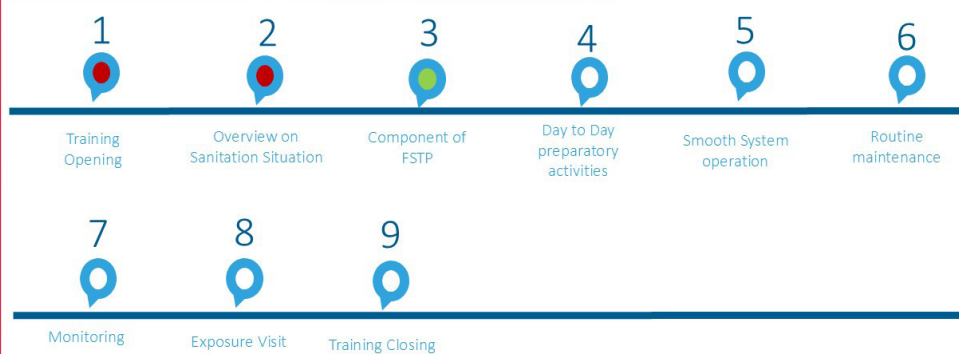 1 2 3 4 5 6
Training Opening
Overview on Sanitation Situation
Component of FSTP
Day to Day preparatory activities
Smooth System operation
Routine maintenance
7 8 9
Monitoring
Exposure Visit
Training Closing